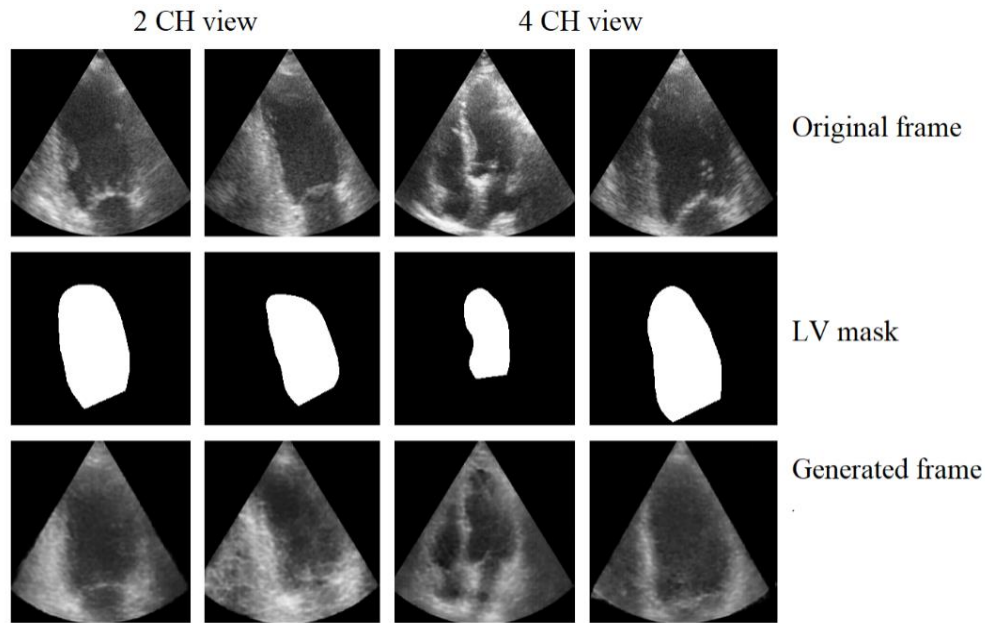 2 CH view
4 CH view
Original frame
LV mask
Generated frame
.